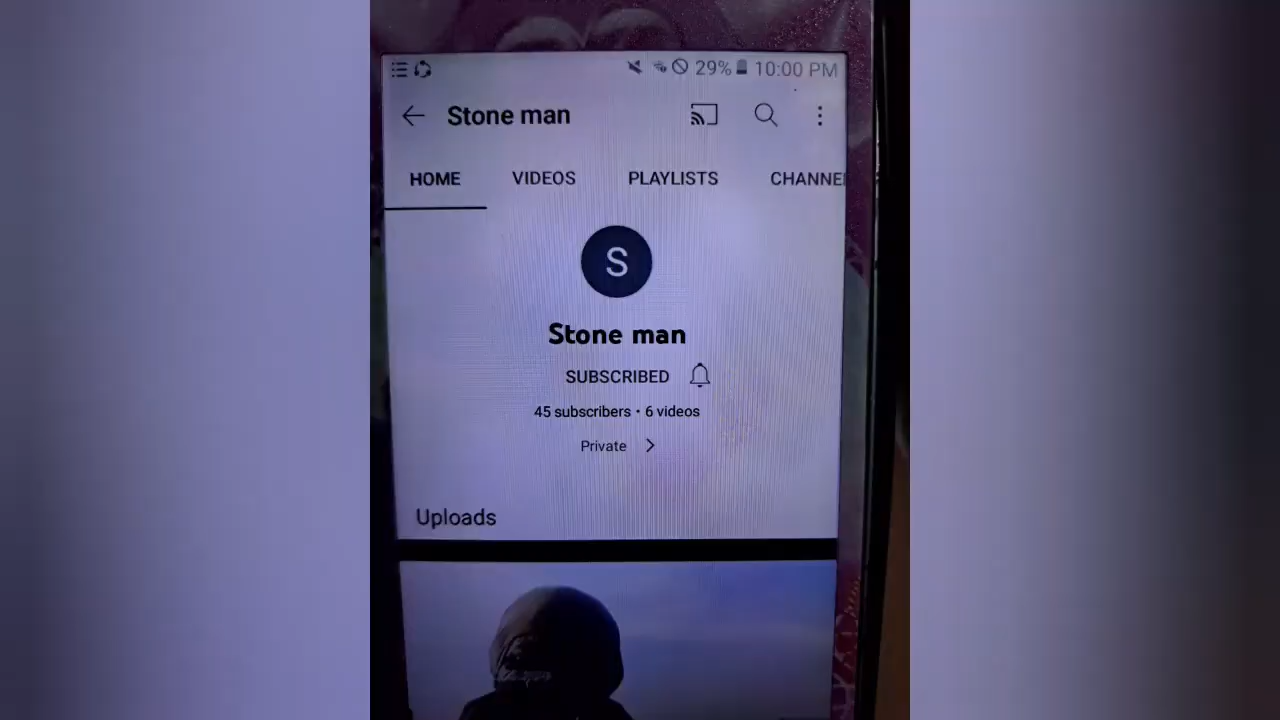 29% 10:00 PM
Stone man
HOME VIDEOS PLAYLISTS CHANNE
S
Stone man
SUBSCRIBED
45 subscribers • 6 videos
Private
Uploads